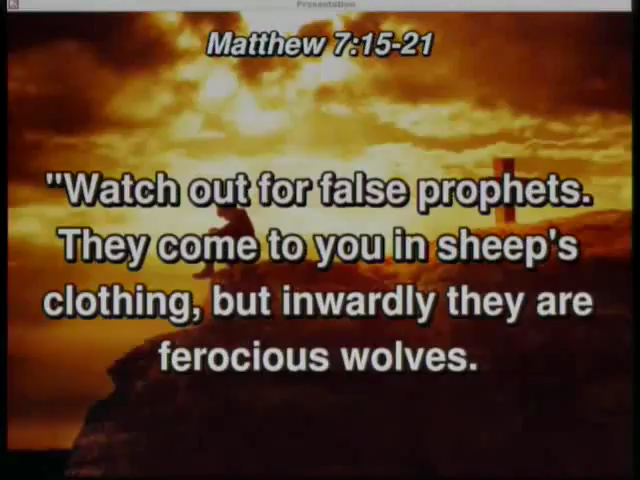 Presentation
Matthew 7:15-21
"Watch out for false prophets.
They come to you in sheep's
clothing, but inwardly they are
ferocious wolves.